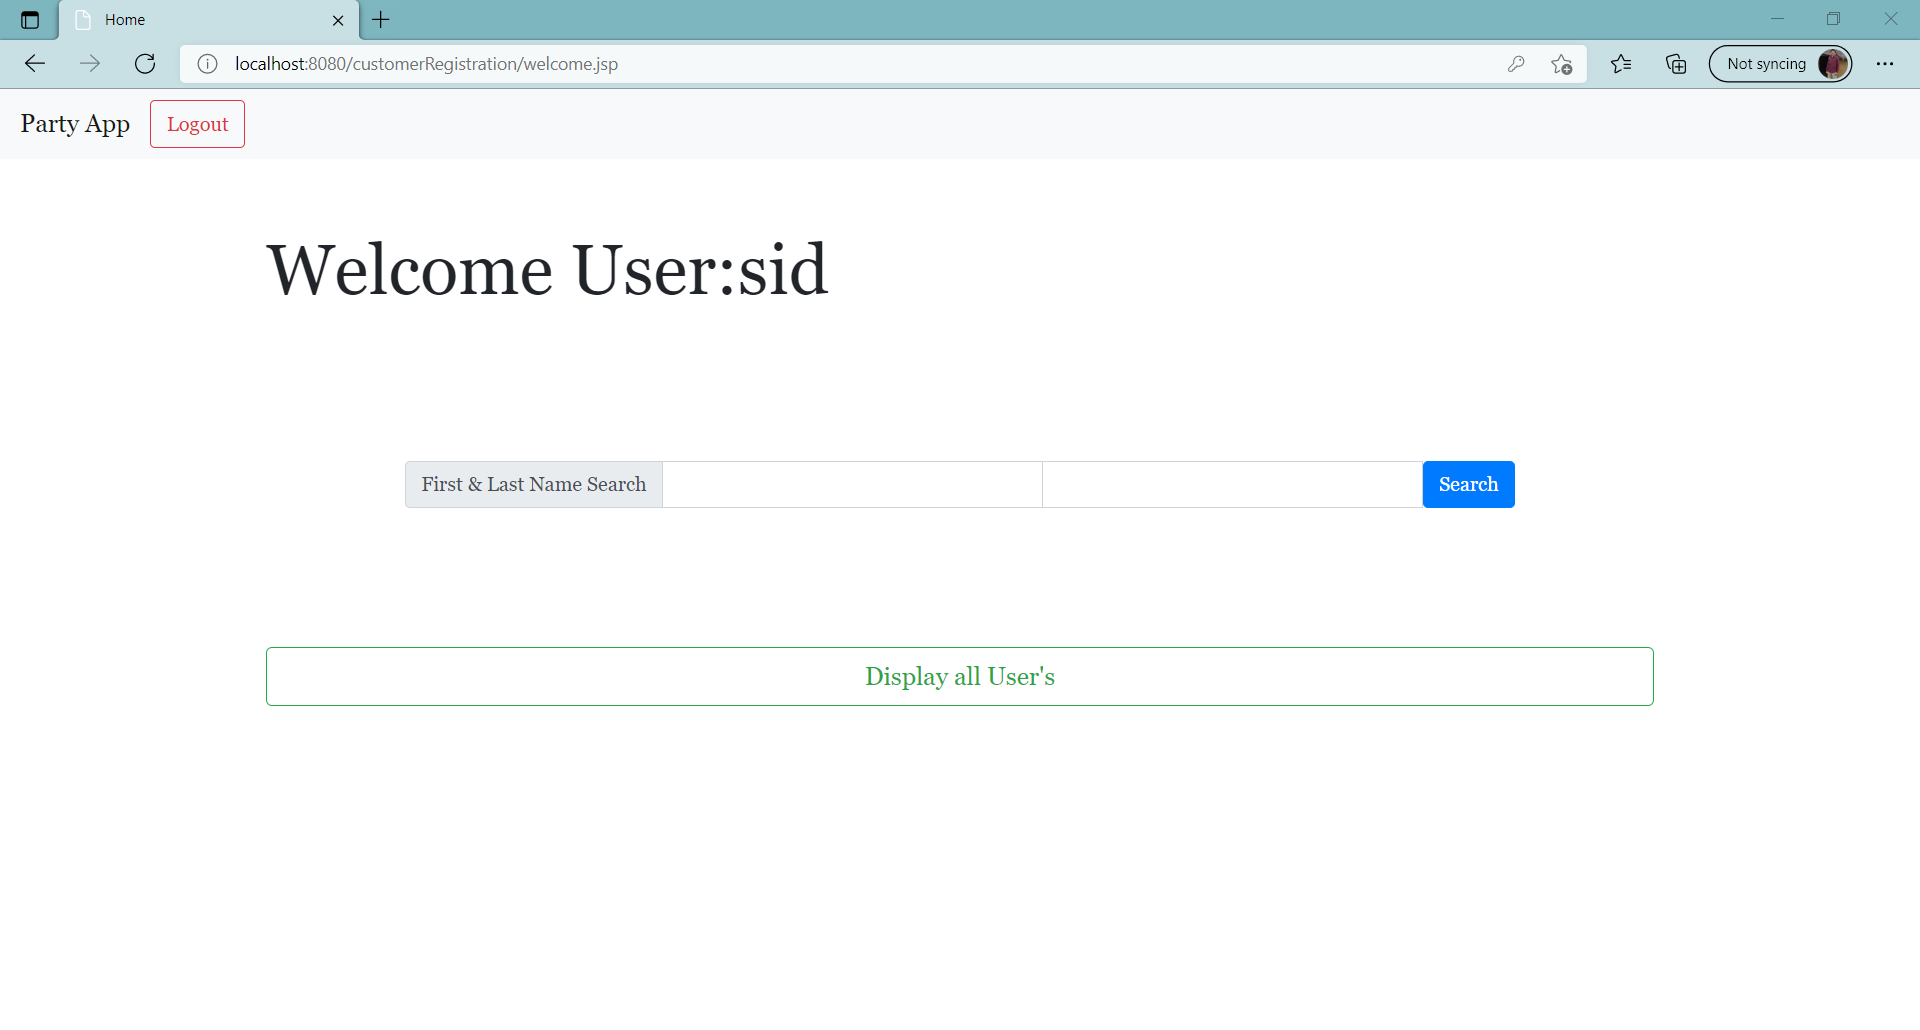 Home
localhost:8080/customerRegistration/welcome.jsp
Not syncing
Party App Logout
Welcome User:sid
First & Last Name Search Search
Display all User's